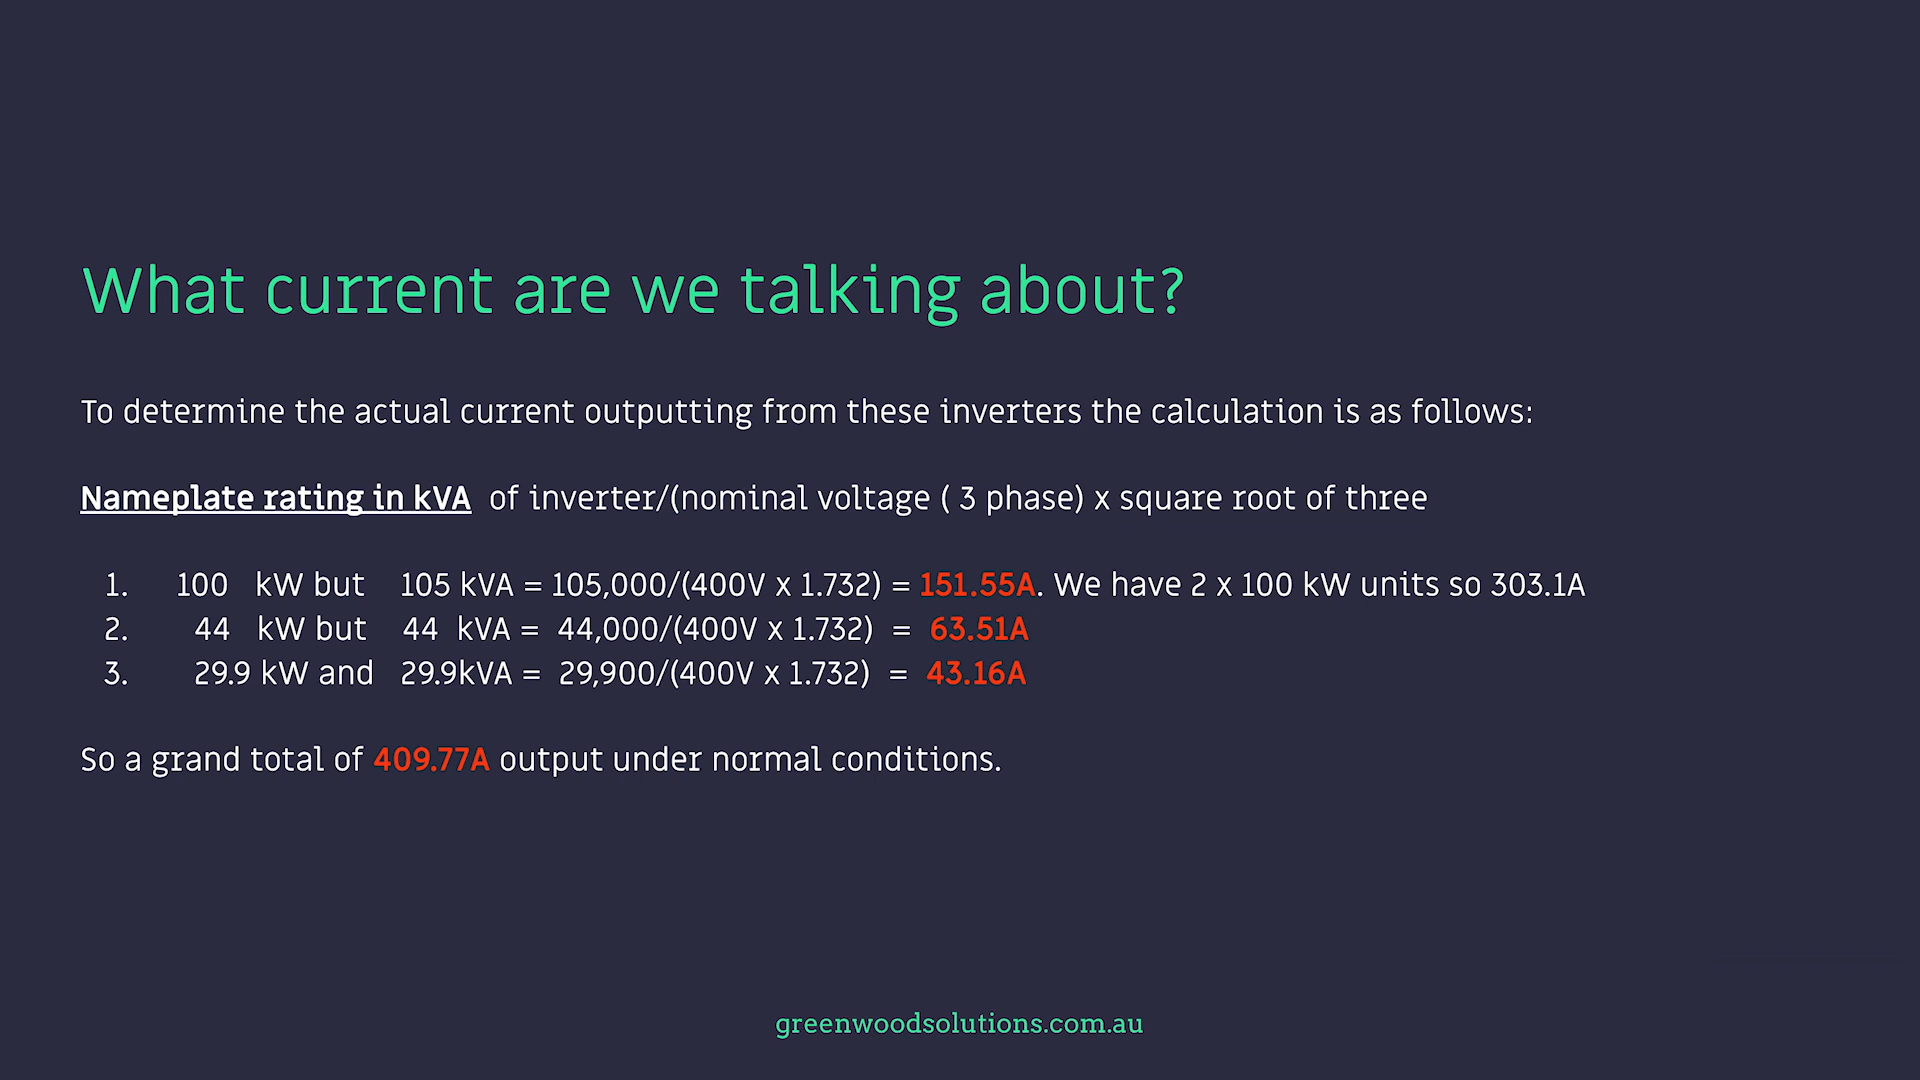 What current are we talking about?
To determine the actual current outputting from these inverters the calculation is as follows:
Nameplate rating in kVA of inverter/(nominal voltage ( 3 phase) x square root of three
1. 100 kW but 105 kVA = 105,000/(400V x 1.732) = 151.55A. We have 2 x 100 kW units so 303.1A
2. 44 kW but 44 kVA = 44,000/(400V x 1.732) = 63.51A
3. 29.9 kW and 29.9kVA = 29,900/(400V x 1.732) = 43.16A
So a grand total of 409.77A output under normal conditions.
greenwoodsolutions.com.au